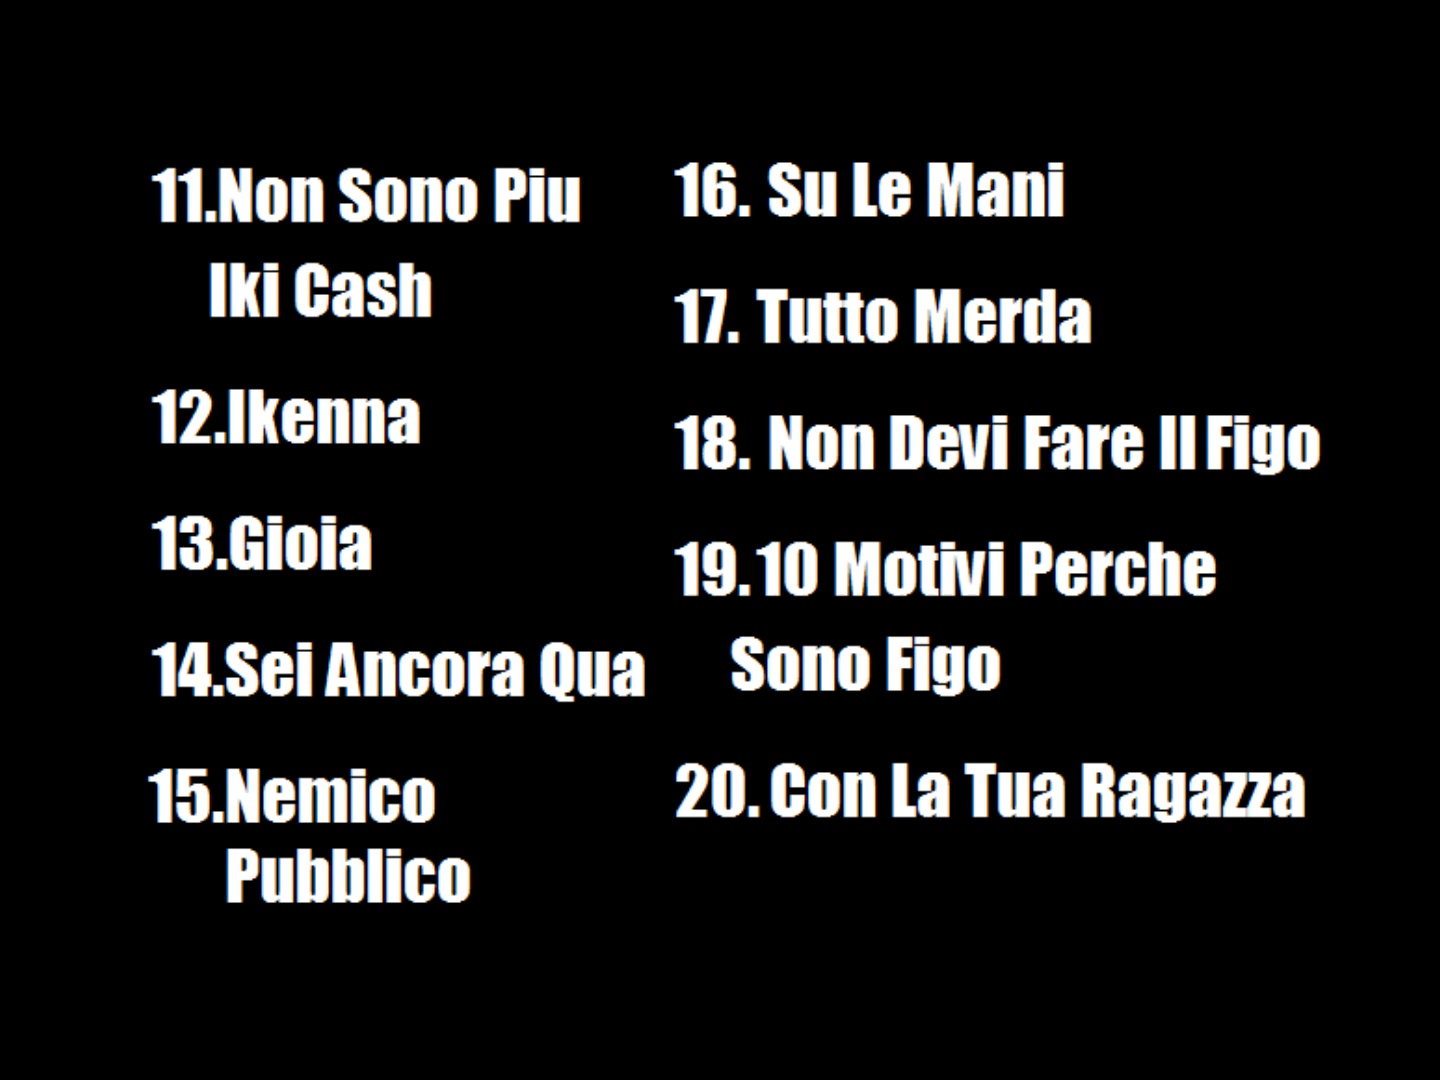 11.Non Sono Piu
Iki Cash
12.Ikenna
13.Gioia
14.Sei Ancora Qua
15.Nemico
Pubblico
16. Su Le Mani
17. Tutto Merda
18. Non Devi Fare Il Figo
19. 10 Motivi Perche
Sono Figo
20. Con La Tua Ragazza